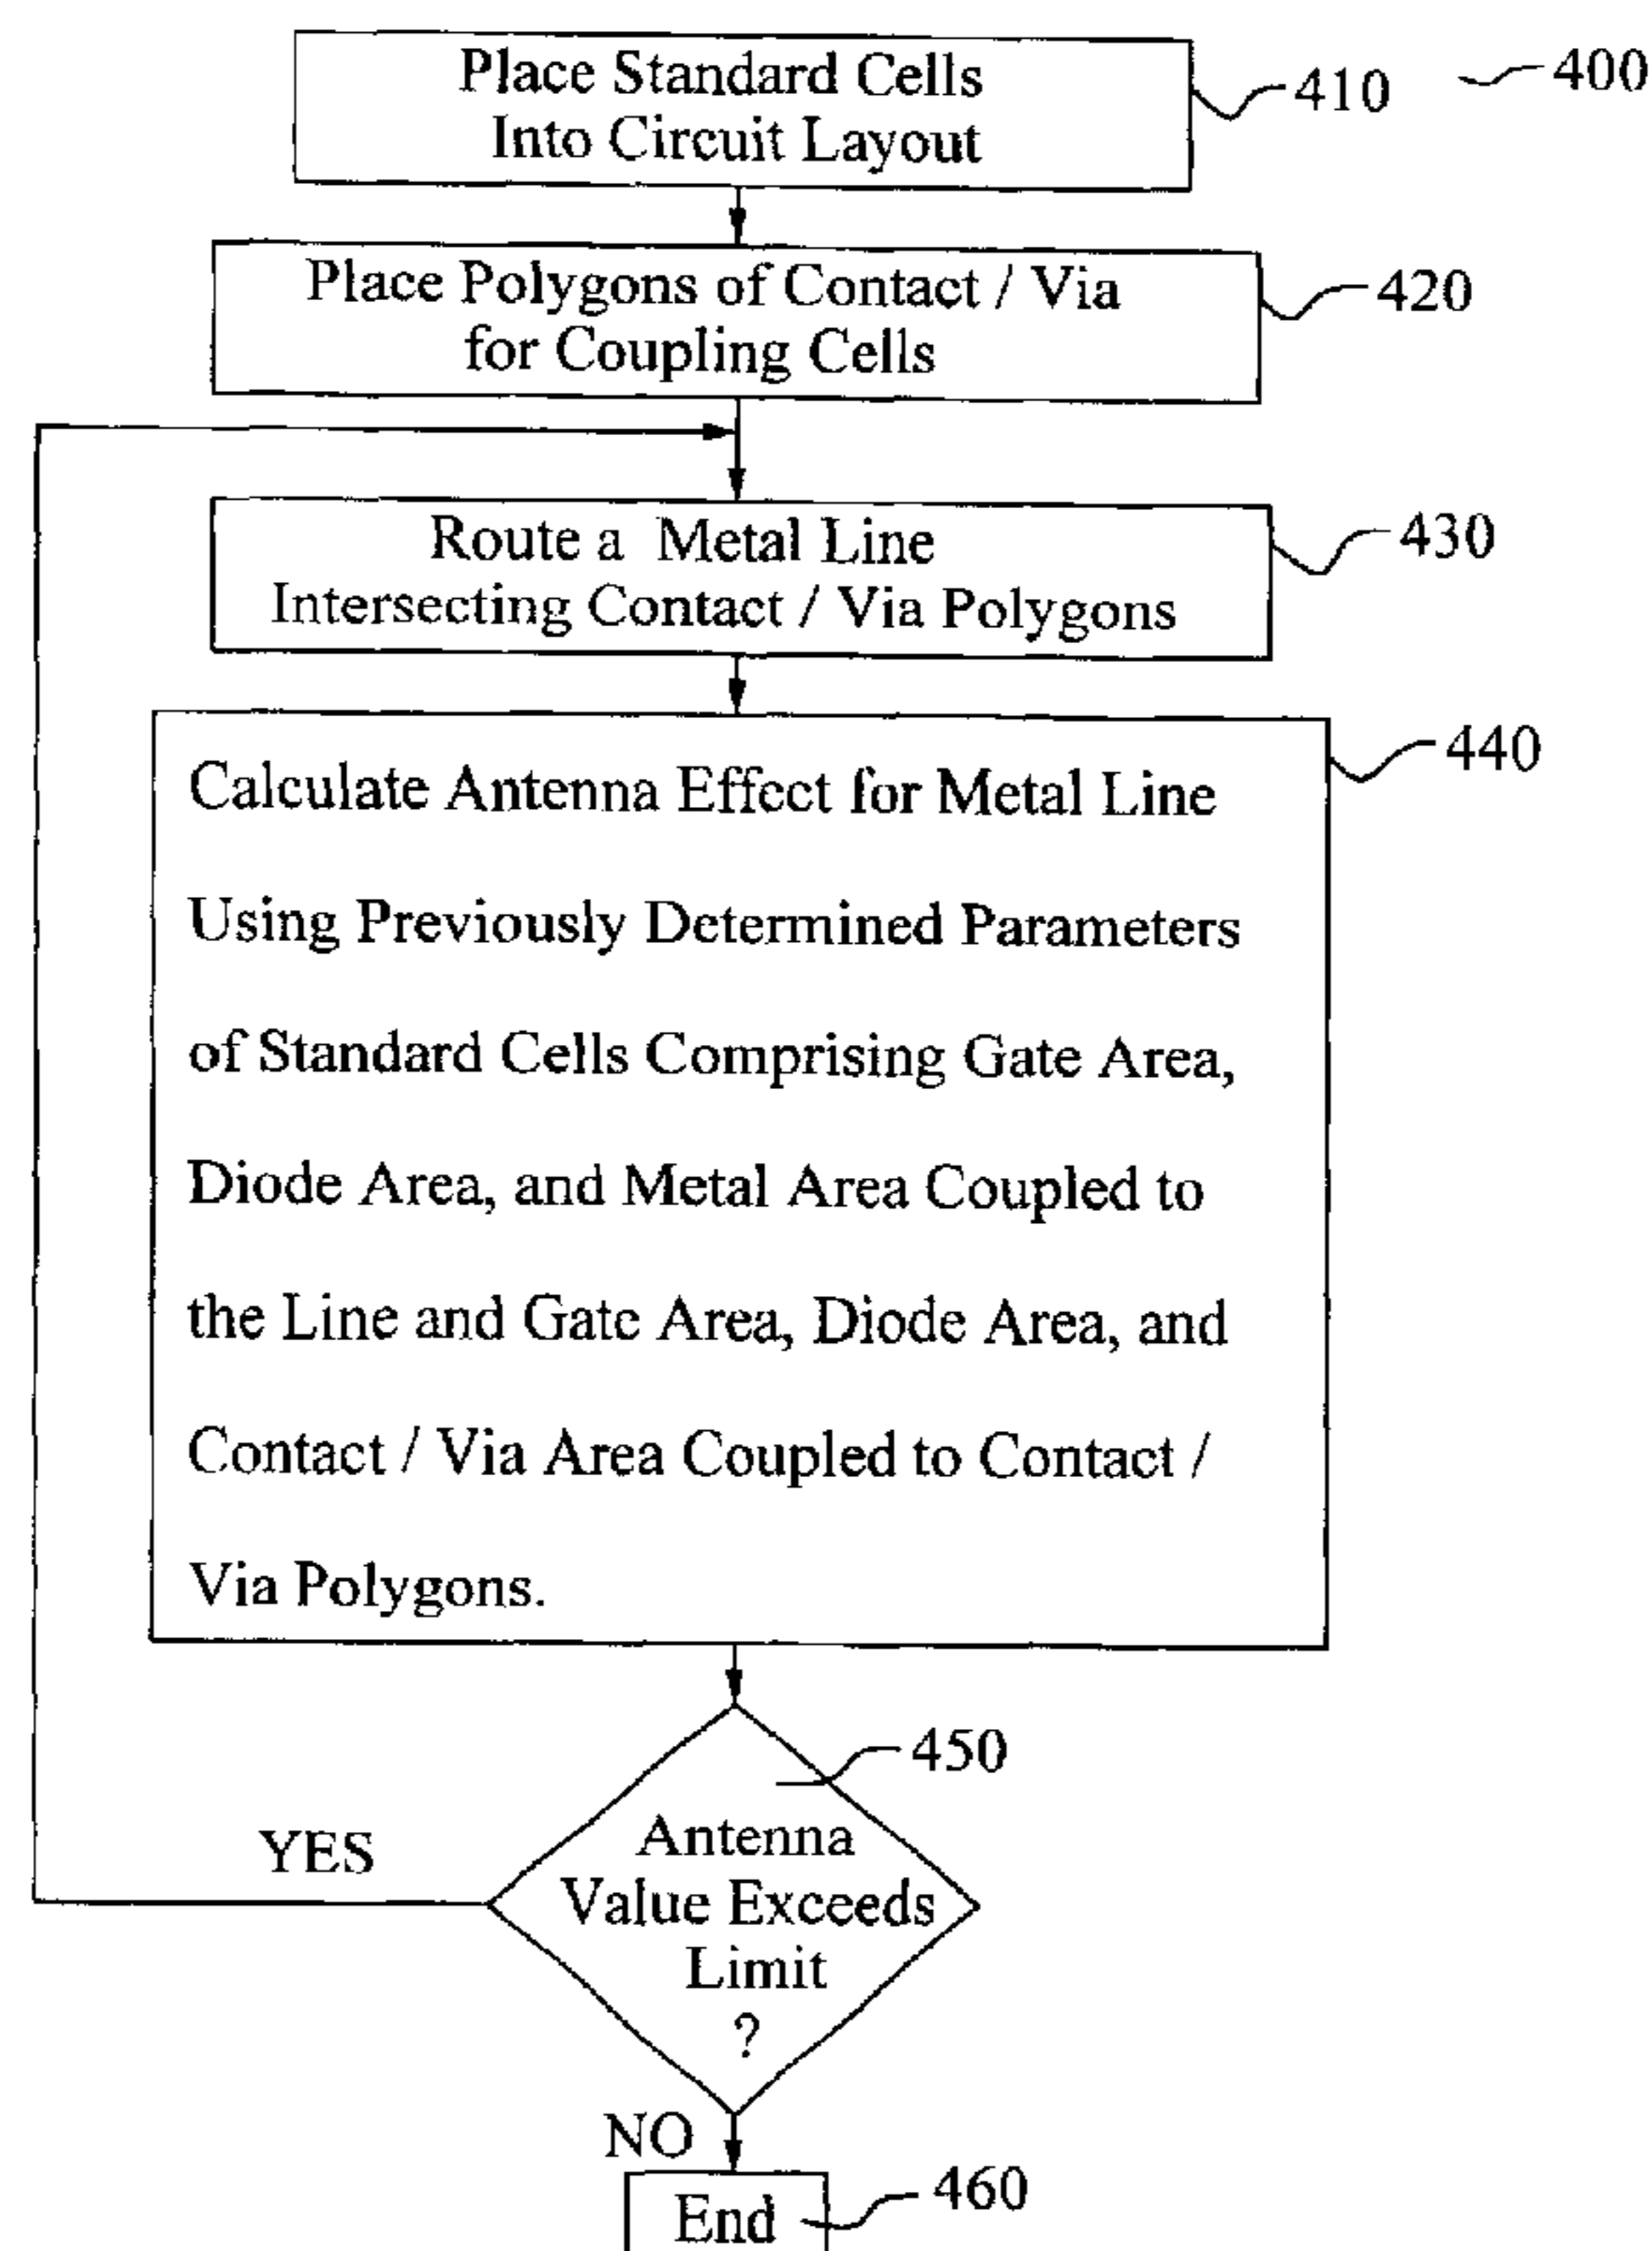 Place Standard Cells
Into Circuit Layout
410
400
Place Polygons of Contact / Via
for Coupling Cells
420
Route a Metal Line
Intersecting Contact / Via Polygons
430
Calculate Antenna Effect for Metal Line
Using Previously Determined Parameters
of Standard Cells Comprising Gate Area,
Diode Area, and Metal Area Coupled to
the Line and Gate Area, Diode Area, and
Contact / Via Area Coupled to Contact /
Via Polygons.
440
450
Antenna
Value Exceeds
Limit
?
YES
NO
End
460